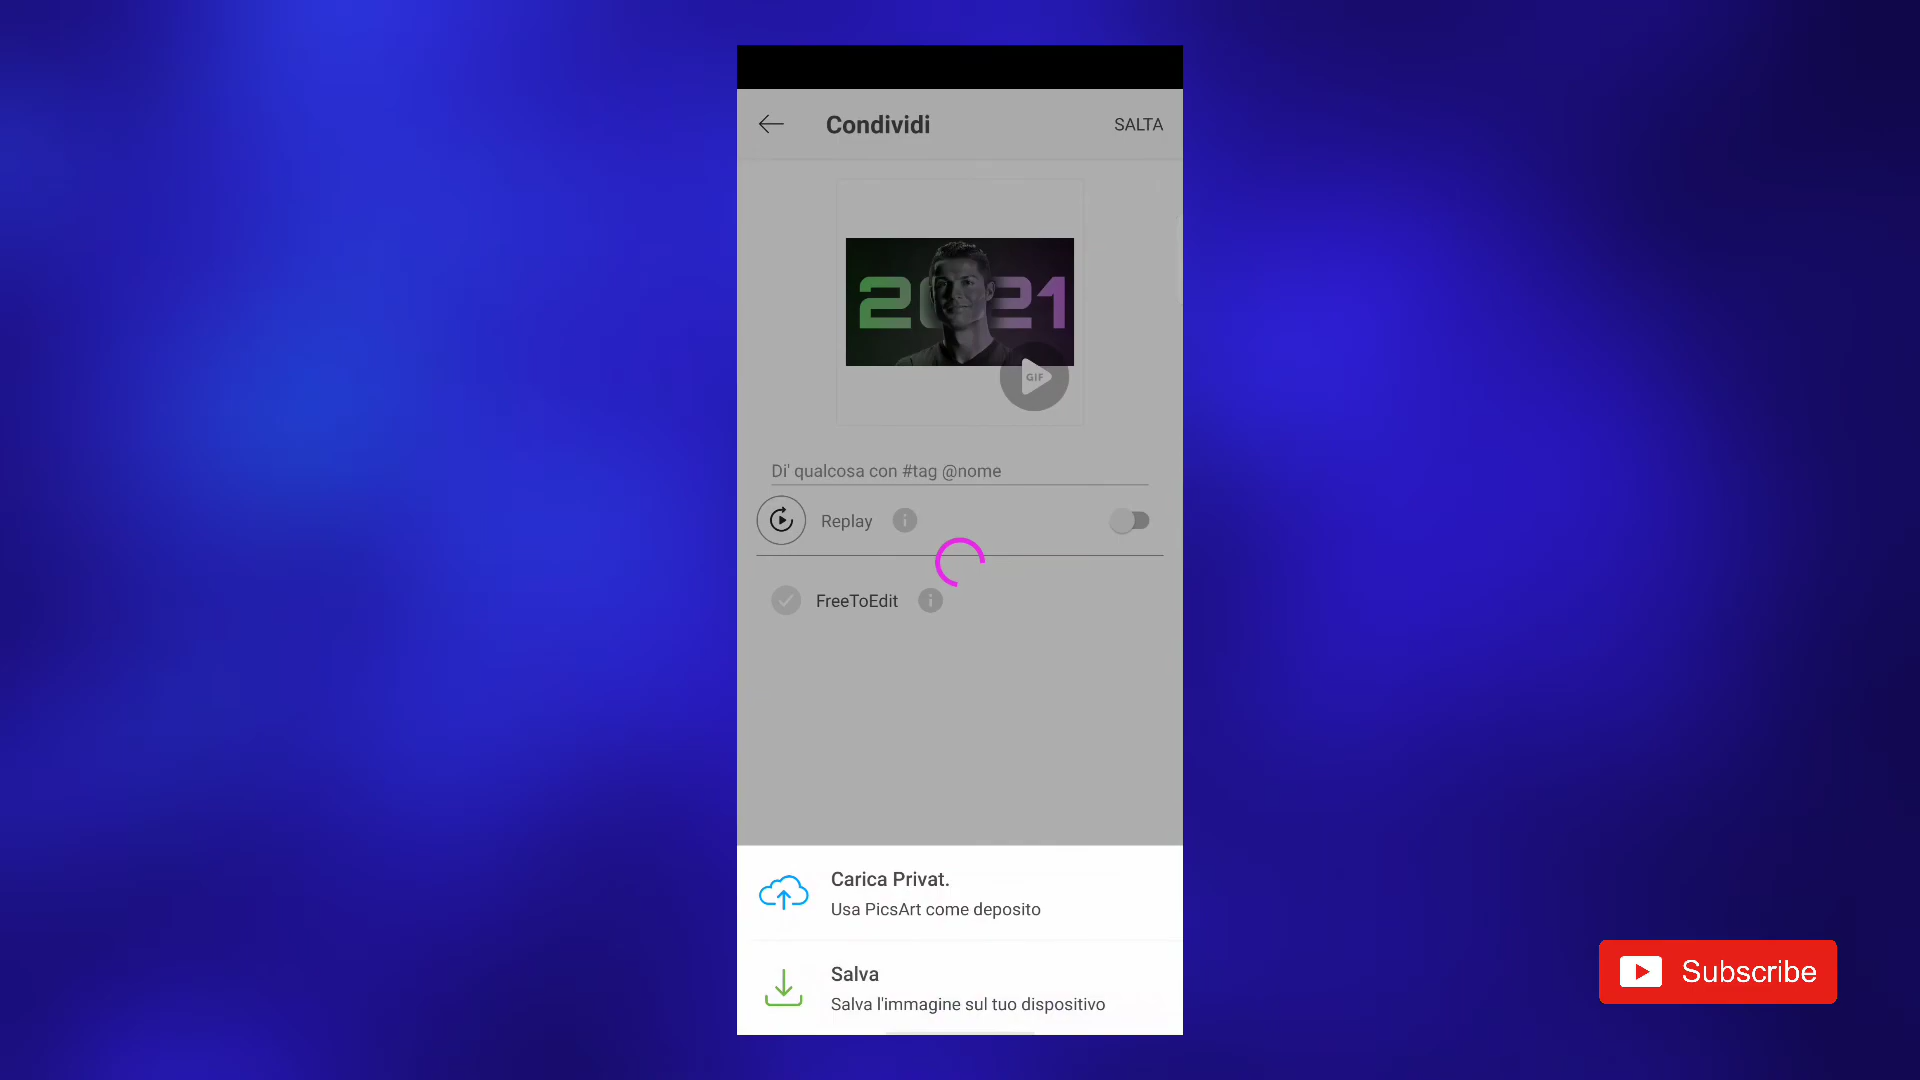 Condividi
SALTA
2021
GIF
Di' qualcosa con #tag @nome
Replay
FreeToEdit
Carica Privat.
Usa PicsArt come deposito
Salva
Salva l'immagine sul tuo dispositivo
Subscribe